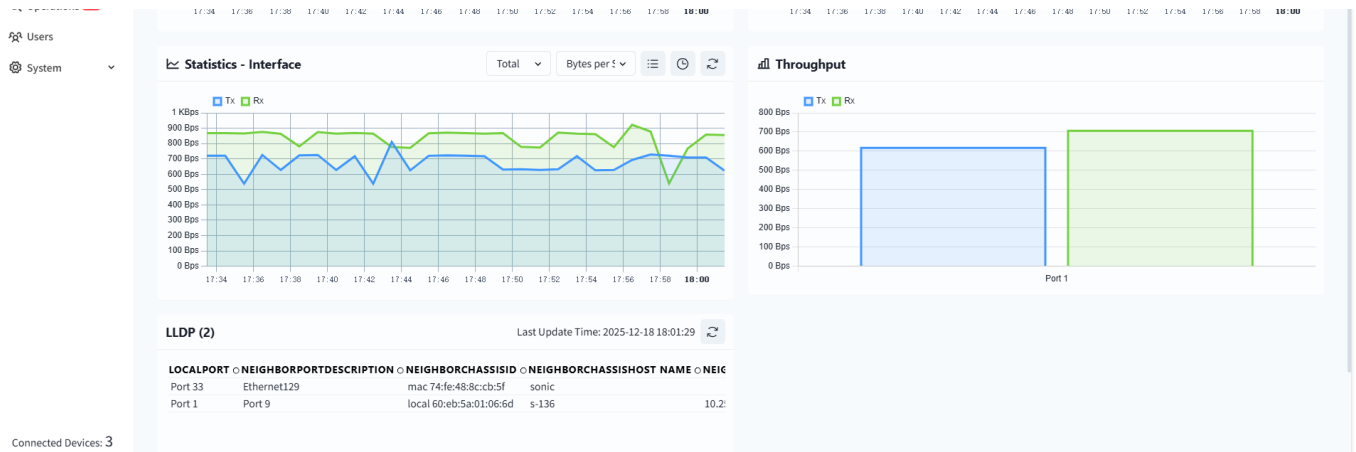 17:34 17:36 17:38 17:40 17:42 17:44 17:46 17:48 17:50 17:52 17:54 17:56 17:58 18:00
17:34 17:36 17:38 17:40 17:42 17:44 17:46 17:48 17:50 17:52 17:54 17:56 17:58 18:00
Users
System
Statistics - Interface
Total
Bytes per
Tx Rx
1 KBps
900 Bps
800 Bps
700 Bps
600 Bps
500 Bps
400 Bps
300 Bps
200 Bps
100 Bps
0 Bps
17:34 17:36 17:38 17:40 17:42 17:44 17:46 17:48 17:50 17:52 17:54 17:56 17:58 18:00
Throughput
Tx Rx
800 Bps
700 Bps
600 Bps
500 Bps
400 Bps
300 Bps
200 Bps
100 Bps
0 Bps
Port 1
LLDP (2)
Last Update Time: 2025-12-18 18:01:29
LOCALPORT NEIGHBORPORTDESCRIPTION NEIGHBORCHASSISID NEIGHBORCHASSISHOST NAME NEIG
Port 33 Ethernet129 mac 74:fe:48:8c:cb:5f sonic
Port 1 Port 9 local 60:eb:5a:01:06:6d s-136
Connected Devices: 3